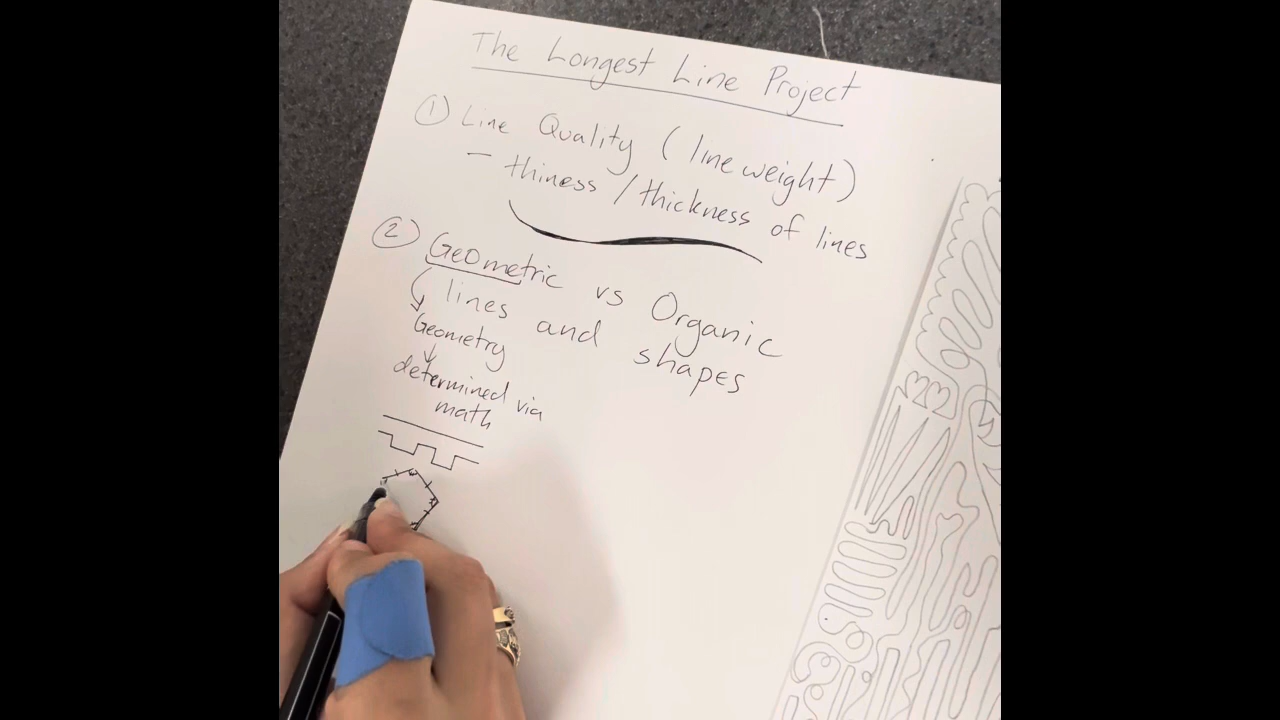 The Longest Line Project
① Line Quality (line weight)
– thiness / thickness of lines
② Geometric vs Organic
lines and shapes
Geometry
determined via
math